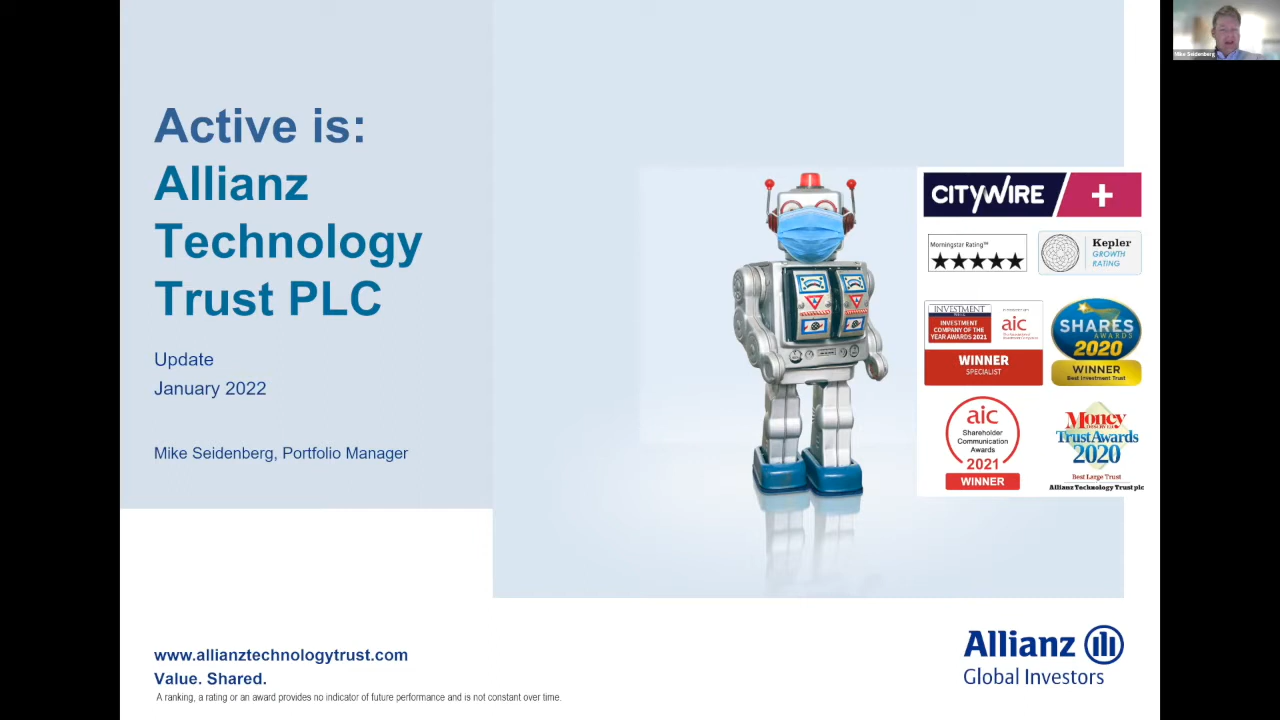 Mike Seidenberg
Active is:
Allianz
Technology
Trust PLC
Update
January 2022
Mike Seidenberg, Portfolio Manager
CITYWIRE +
Morningstar Rating™
★★★★★
Kepler
GROWTH
RATING
INVESTMENT
INVESTMENT
COMPANY OF THE
YEAR AWARDS 2021
aic
WINNER
SPECIALIST
SHARES
AWARDS
2020
WINNER
Best Investment Trust
aic
Shareholder
Communication
Awards
2021
WINNER
Money
Trust Awards
2020
Best Large Trust
Allianz Technology Trust plc
www.allianztechnologytrust.com
Value. Shared.
A ranking, a rating or an award provides no indicator of future performance and is not constant over time.
Allianz
Global Investors